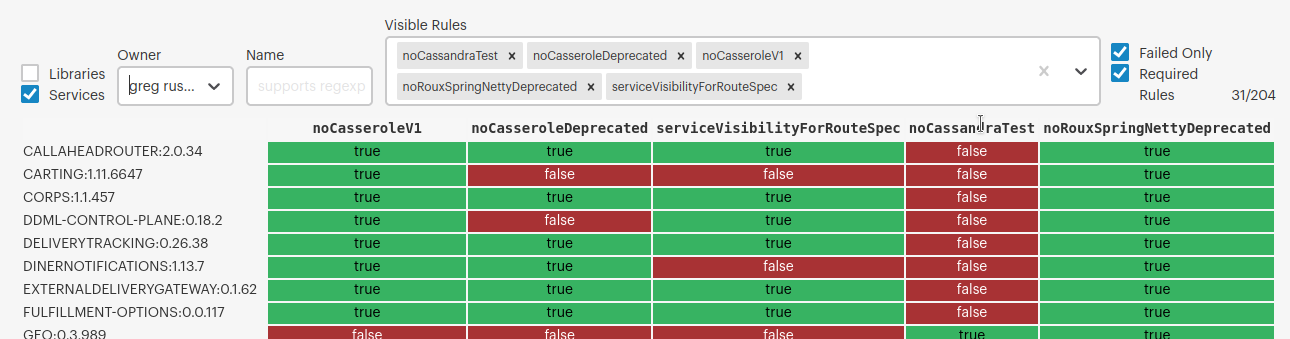 Visible Rules
Owner
Name
noCassandraTest × noCasseroleDeprecated × noCasseroleV1 ×
Failed Only
Libraries
greg rus...
supports regexp
noRouxSpringNettyDeprecated × serviceVisibilityForRouteSpec ×
Required
Services
Rules 31/204
noCasseroleV1 noCasseroleDeprecated serviceVisibilityForRouteSpec noCassandraTest noRouxSpringNettyDeprecated
CALLAHEADROUTER:2.0.34 true true true false true
CARTING:1.11.6647 true false false false true
CORPS:1.1.457 true true true false true
DDML-CONTROL-PLANE:0.18.2 true false true false true
DELIVERYTRACKING:0.26.38 true true true false true
DINERNOTIFICATIONS:1.13.7 true true false false true
EXTERNALDELIVERYGATEWAY:0.1.62 true true true false true
FULFILLMENT-OPTIONS:0.0.117 true true true false true
GEO:0.3.989 false false false true true